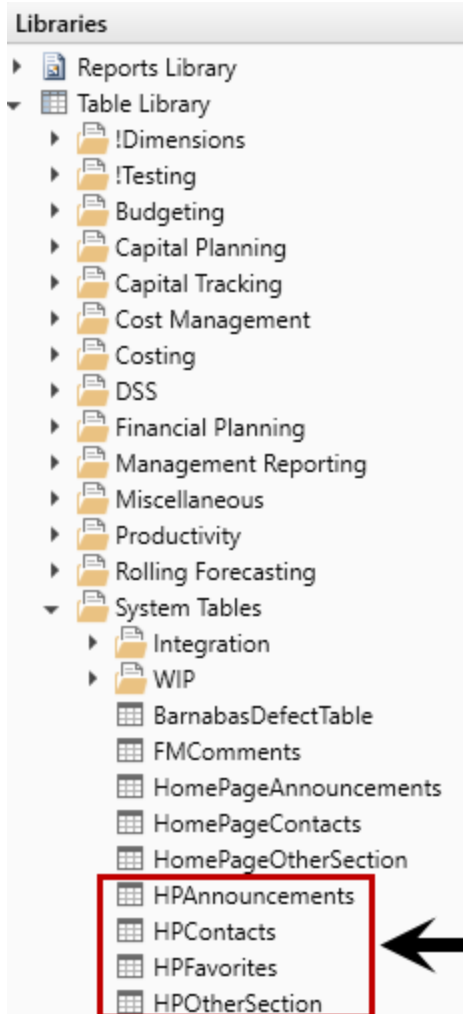 Libraries
Reports Library
Table Library
!Dimensions
!Testing
Budgeting
Capital Planning
Capital Tracking
Cost Management
Costing
DSS
Financial Planning
Management Reporting
Miscellaneous
Productivity
Rolling Forecasting
System Tables
Integration
WIP
BarnabasDefectTable
FMComments
HomePageAnnouncements
HomePageContacts
HomePageOtherSection
HPAnnouncements
HPContacts
HPFavorites
HPOtherSection